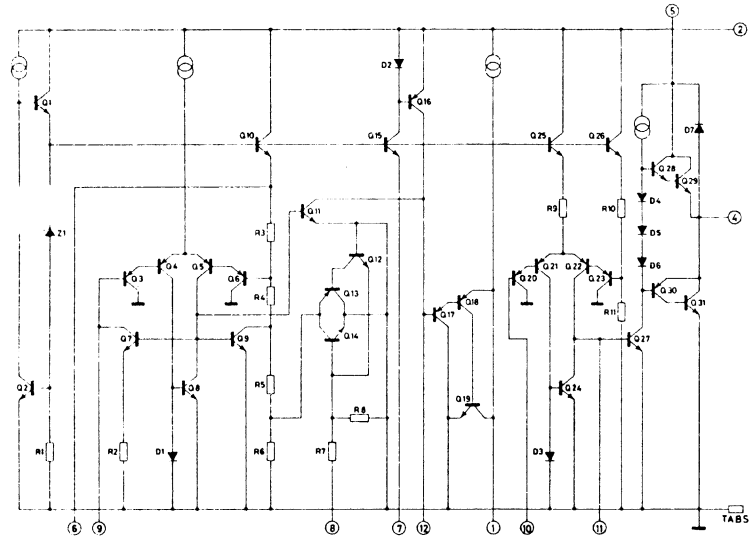 5
2
D2
Q1
Q16
D7
Q10
Q15
Q25
Q26
Q28
Q29
D4
Z1
Q11
R9
R10
4
R3
D5
Q12
Q4
Q5
Q21
Q22
D6
Q3
Q6
Q20
Q23
R4
Q13
Q18
Q30
Q31
Q17
R11
Q7
Q9
Q14
Q27
Q2
Q8
R5
Q19
Q24
R8
R1
R2
D1
R6
R7
D3
TABS
6
9
8
7
12
1
10
11